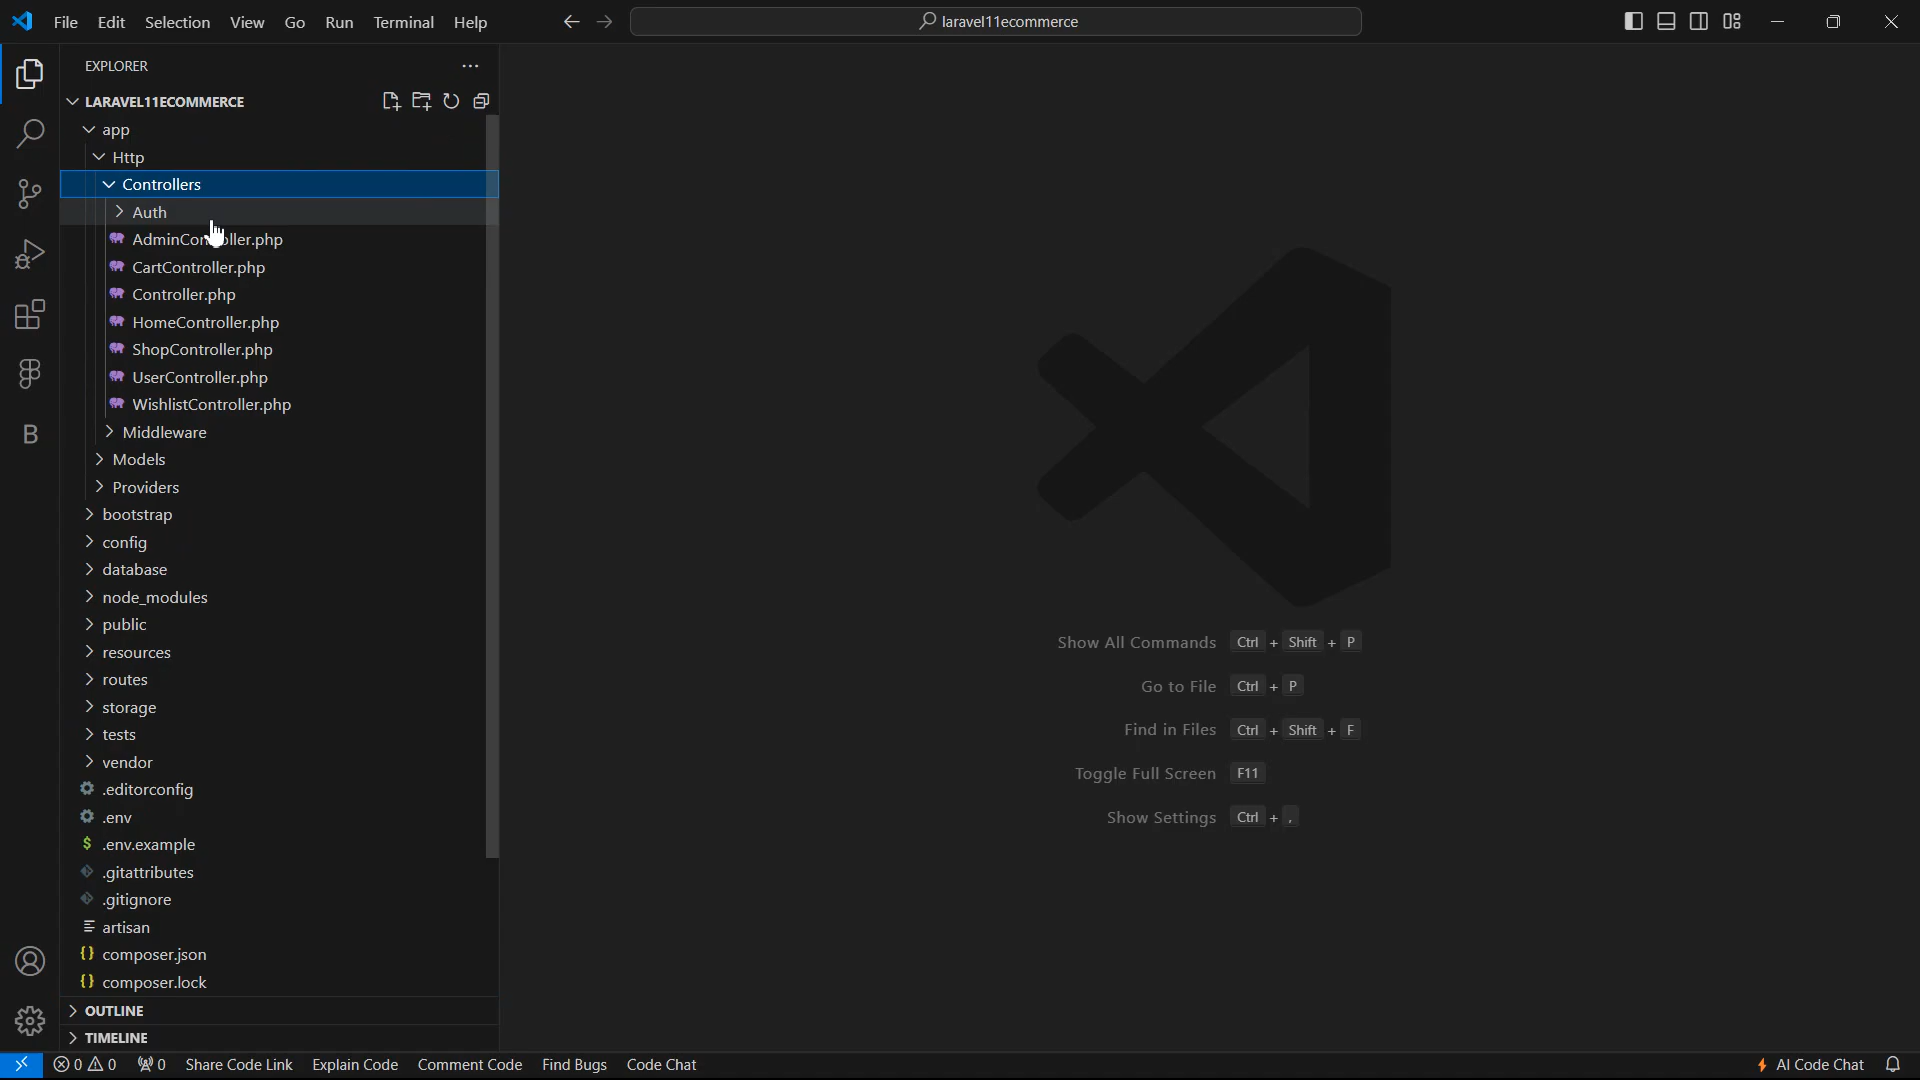 File Edit Selection View Go Run Terminal Help
laravel11ecommerce
EXPLORER
LARAVEL11ECOMMERCE
app
Http
Controllers
Auth
AdminController.php
CartController.php
Controller.php
HomeController.php
ShopController.php
UserController.php
WishlistController.php
Middleware
Models
Providers
bootstrap
config
database
node_modules
public
resources
routes
storage
tests
vendor
.editorconfig
.env
$ .env.example
.gitattributes
.gitignore
artisan
{} composer.json
{} composer.lock
OUTLINE
TIMELINE
B
Show All Commands Ctrl + Shift + P
Go to File Ctrl + P
Find in Files Ctrl + Shift + F
Toggle Full Screen F11
Show Settings Ctrl + ,
0 0 0 Share Code Link Explain Code Comment Code Find Bugs Code Chat AI Code Chat